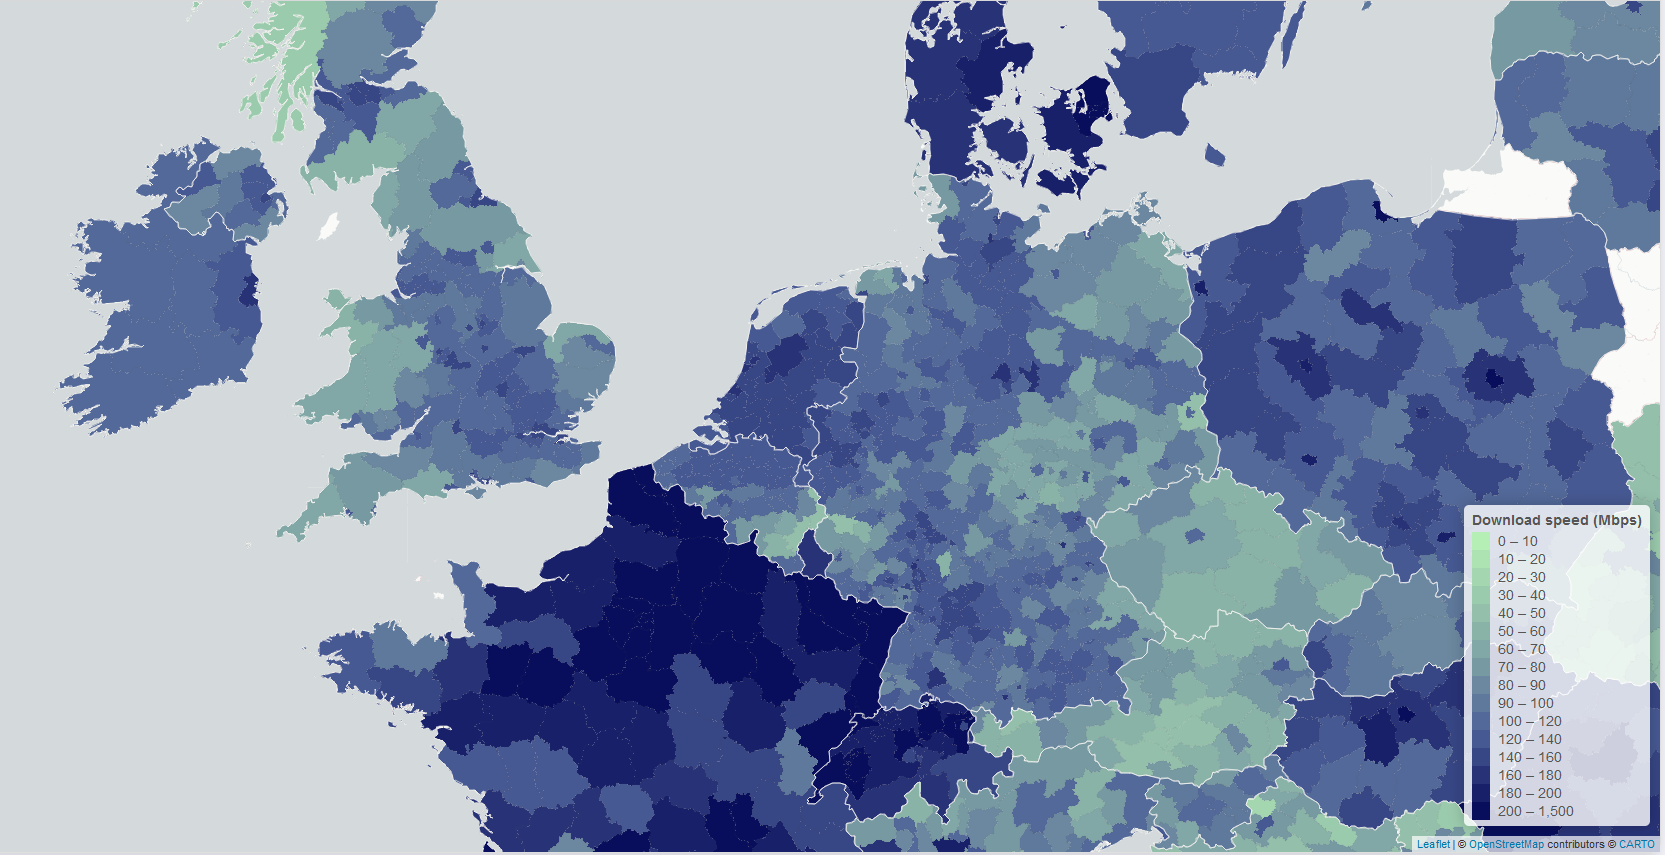 Download speed (Mbps)
0 – 10
10 – 20
20 – 30
30 – 40
40 – 50
50 – 60
60 – 70
70 – 80
80 – 90
90 – 100
100 – 120
120 – 140
140 – 160
160 – 180
180 – 200
200 – 1,500
Leaflet | © OpenStreetMap contributors © CARTO